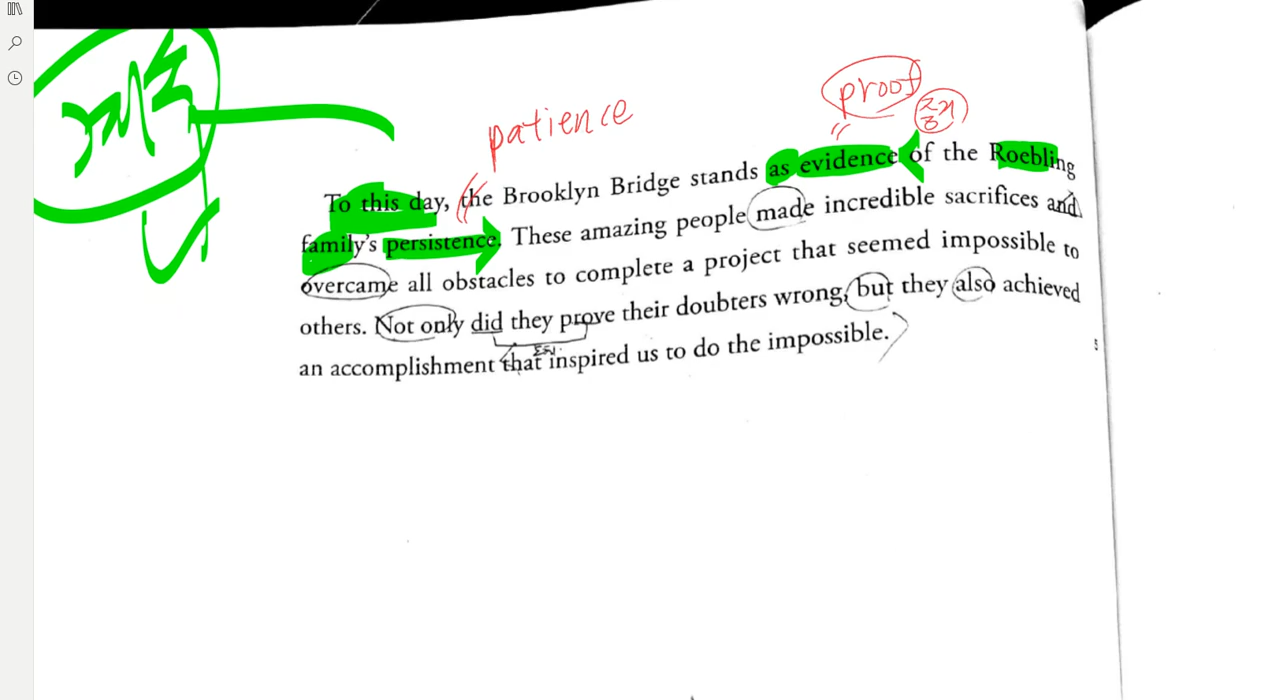 proof
증거
patience
To this day, the Brooklyn Bridge stands as evidence of the Roebling
family's persistence. These amazing people made incredible sacrifices and
overcame all obstacles to complete a project that seemed impossible to
others. Not only did they prove their doubters wrong, but they also achieved
an accomplishment that inspired us to do the impossible.